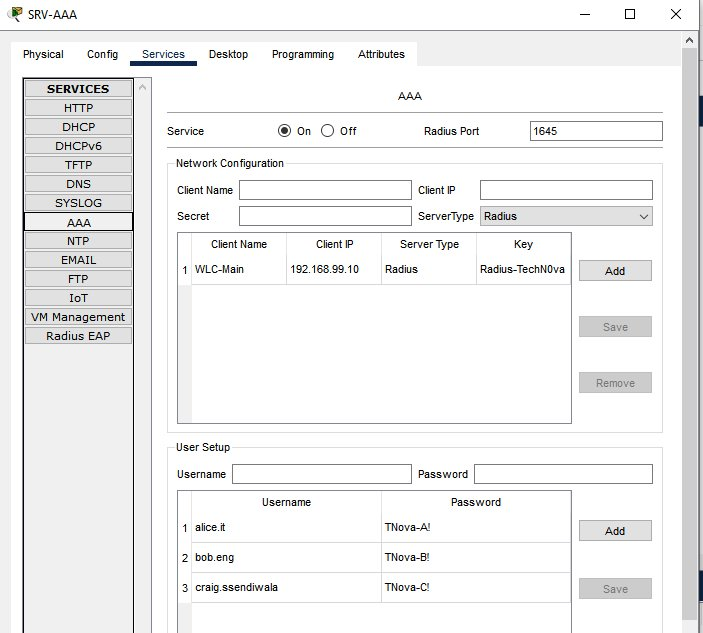 SRV-AAA
Physical Config Services Desktop Programming Attributes
SERVICES
HTTP
DHCP
DHCPv6
TFTP
DNS
SYSLOG
AAA
NTP
EMAIL
FTP
IoT
VM Management
Radius EAP
AAA
Service On Off Radius Port 1645
Network Configuration
Client Name Client IP
Secret ServerType Radius
Client Name Client IP Server Type Key
1 WLC-Main 192.168.99.10 Radius Radius-TechN0va
Add
Save
Remove
User Setup
Username Password
Username Password
1 alice.it TNova-A!
2 bob.eng TNova-B!
3 craig.ssendiwala TNova-C!
Add
Save